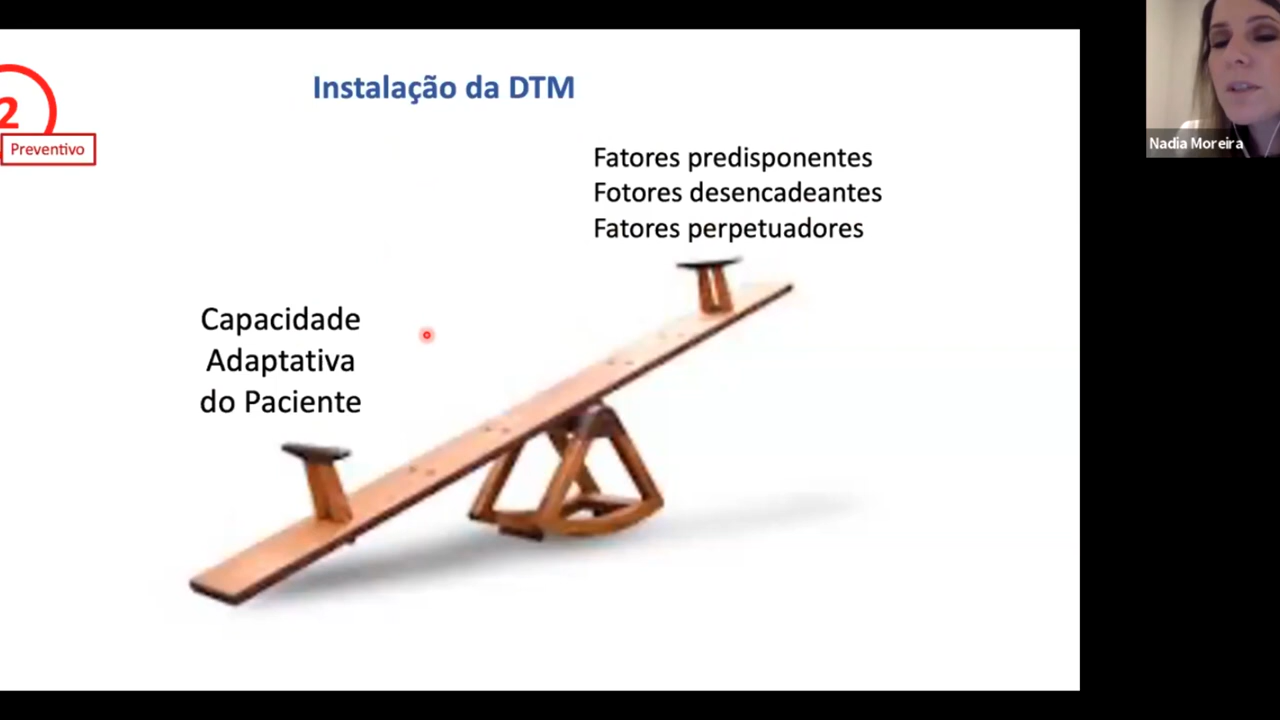 Instalação da DTM
2
Preventivo
Fatores predisponentes
Fotores desencadeantes
Fatores perpetuadores
Capacidade
Adaptativa
do Paciente
Nadia Moreira